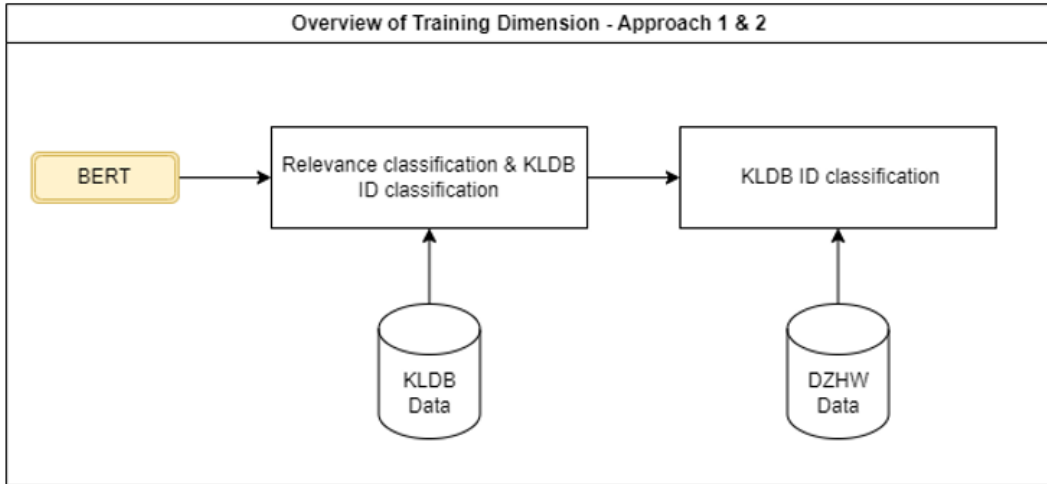 Overview of Training Dimension - Approach 1 & 2
BERT
Relevance classification & KLDB
ID classification
KLDB ID classification
KLDB
Data
DZHW
Data